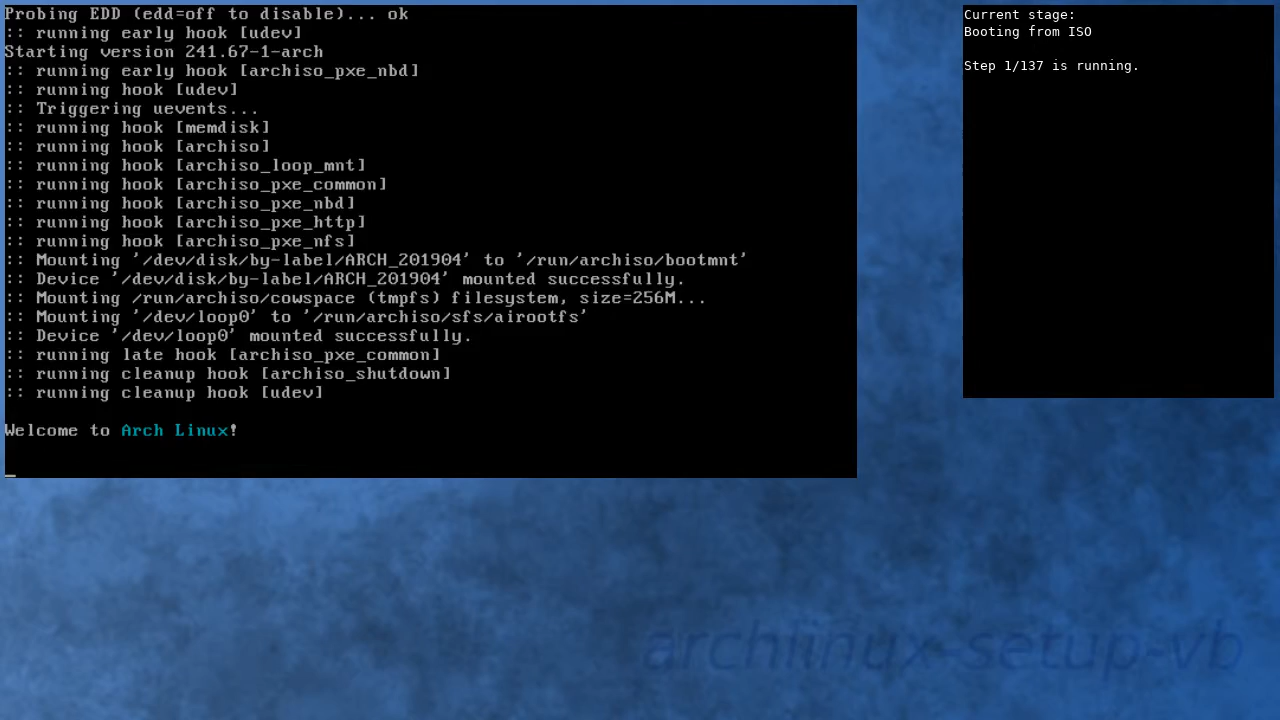 Probing EDD (edd=off to disable)... ok
:: running early hook [udev]
Starting version 241.67-1-arch
:: running early hook [archiso_pxe_nbd]
:: running hook [udev]
:: Triggering uevents...
:: running hook [memdisk]
:: running hook [archiso]
:: running hook [archiso_loop_mnt]
:: running hook [archiso_pxe_common]
:: running hook [archiso_pxe_nbd]
:: running hook [archiso_pxe_http]
:: running hook [archiso_pxe_nfs]
:: Mounting '/dev/disk/by-label/ARCH_201904' to '/run/archiso/bootmnt'
:: Device '/dev/disk/by-label/ARCH_201904' mounted successfully.
:: Mounting /run/archiso/cowspace (tmpfs) filesystem, size=256M...
:: Mounting '/dev/loop0' to '/run/archiso/sfs/airootfs'
:: Device '/dev/loop0' mounted successfully.
:: running late hook [archiso_pxe_common]
:: running cleanup hook [archiso_shutdown]
:: running cleanup hook [udev]
Welcome to Arch Linux!
_
Current stage:
Booting from ISO
Step 1/137 is running.
archlinux-setup-vb